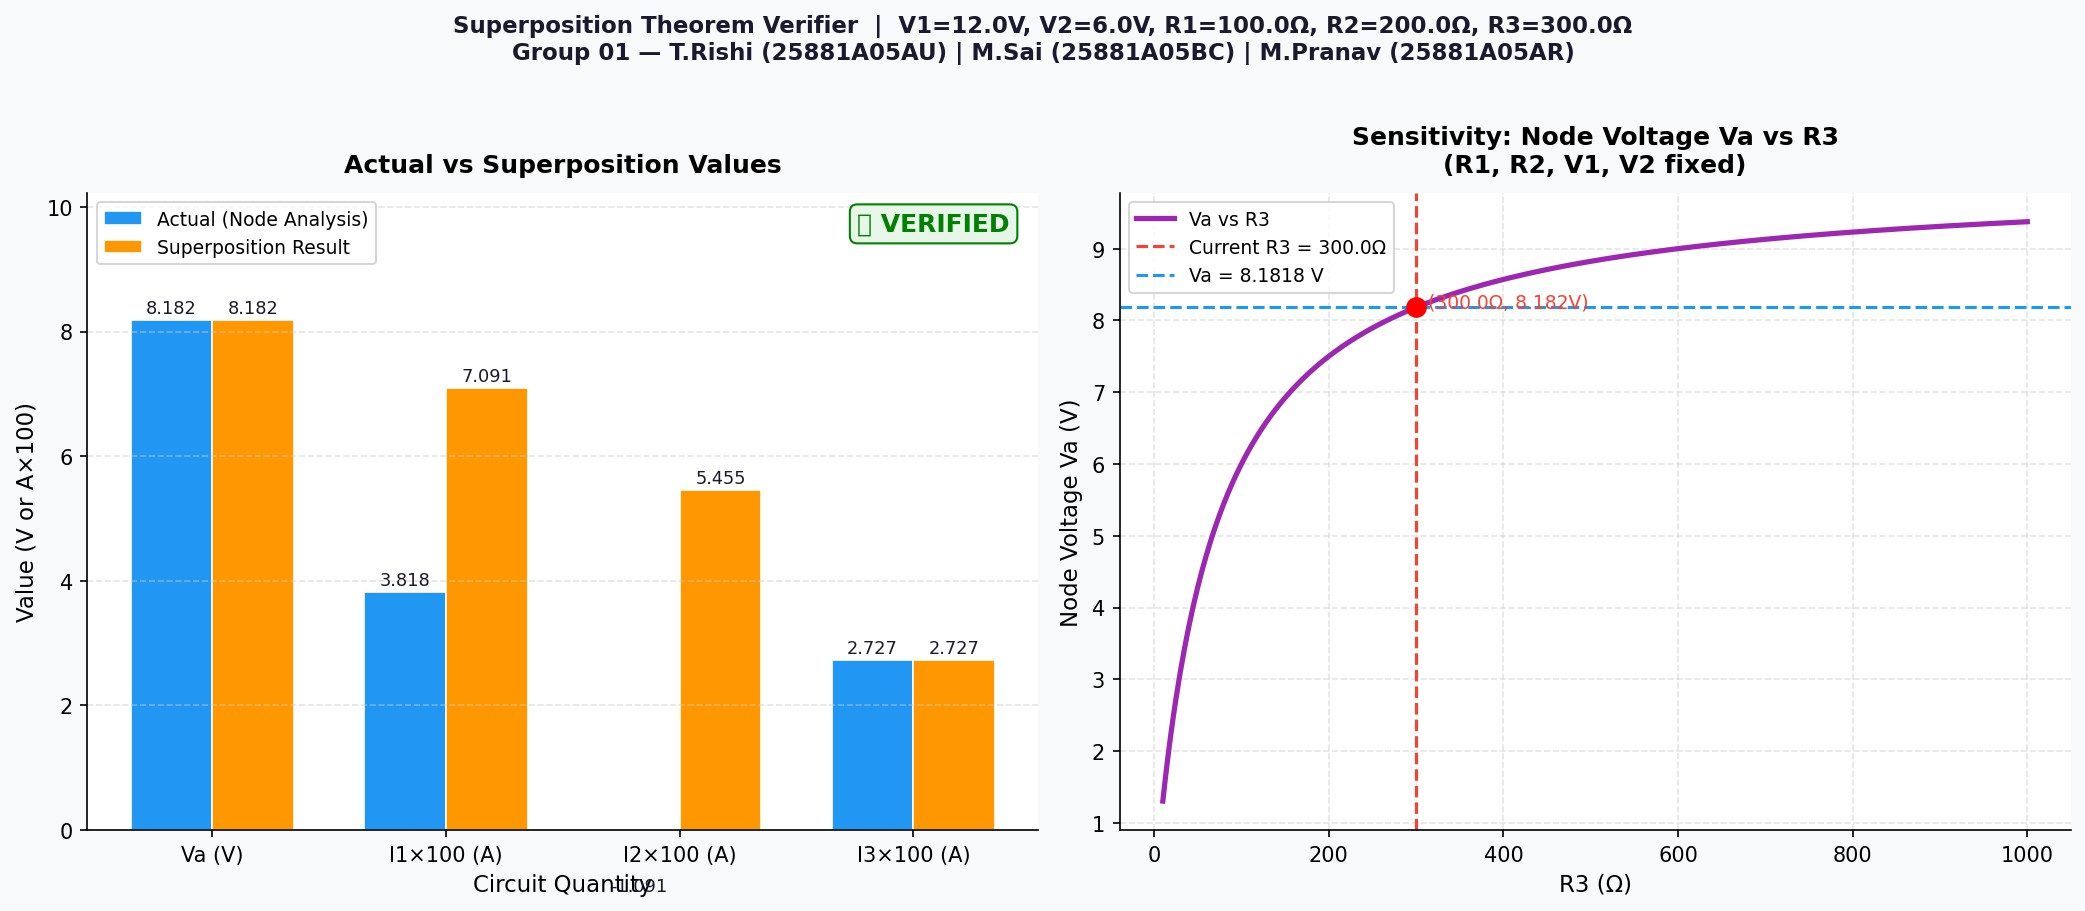 Superposition Theorem Verifier | V1=12.0V, V2=6.0V, R1=100.0Ω, R2=200.0Ω, R3=300.0Ω
Group 01 — T.Rishi (25881A05AU) | M.Sai (25881A05BC) | M.Pranav (25881A05AR)
Actual vs Superposition Values
Actual (Node Analysis)
Superposition Result
VERIFIED
Value (V or A×100)
10
8
6
4
2
0
8.182
8.182
3.818
7.091
5.455
2.727
2.727
Va (V)
I1×100 (A)
I2×100 (A)
I3×100 (A)
Circuit Quantity
-1.091
Sensitivity: Node Voltage Va vs R3
(R1, R2, V1, V2 fixed)
Va vs R3
Current R3 = 300.0Ω
Va = 8.1818 V
(300.0Ω, 8.182V)
Node Voltage Va (V)
9
8
7
6
5
4
3
2
1
0
200
400
600
800
1000
R3 (Ω)